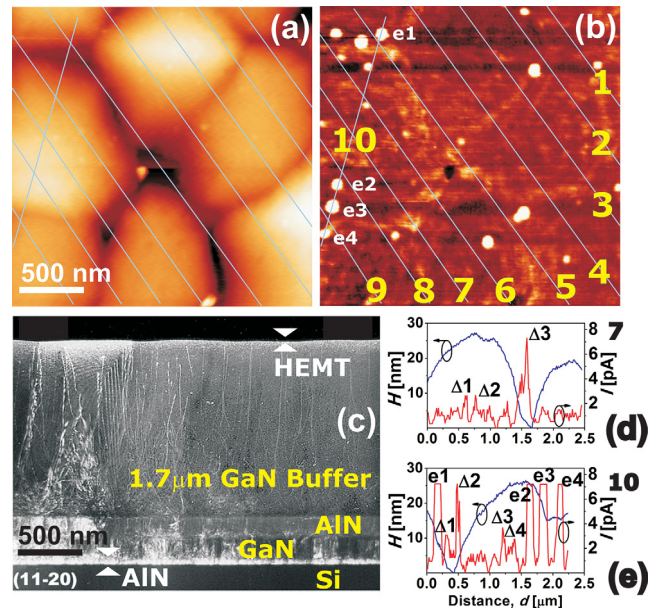 (a)
500 nm
(b)
e1
1
2
10
e2
e3
3
e4
4
9 8 7 6 5
(c)
HEMT
1.7μm GaN Buffer
500 nm
AlN
GaN
(11-20)
AlN
Si
7
H [nm]
30
20
10
0
Δ1
Δ2
Δ3
8
6
4
2
0
I [pA]
0.0 0.5 1.0 1.5 2.0 2.5
(d)
10
H [nm]
30
20
10
0
e1
Δ1
Δ2
Δ3
Δ4
e2
e3
e4
8
6
4
2
0
I [pA]
0.0 0.5 1.0 1.5 2.0 2.5
Distance, d [μm]
(e)